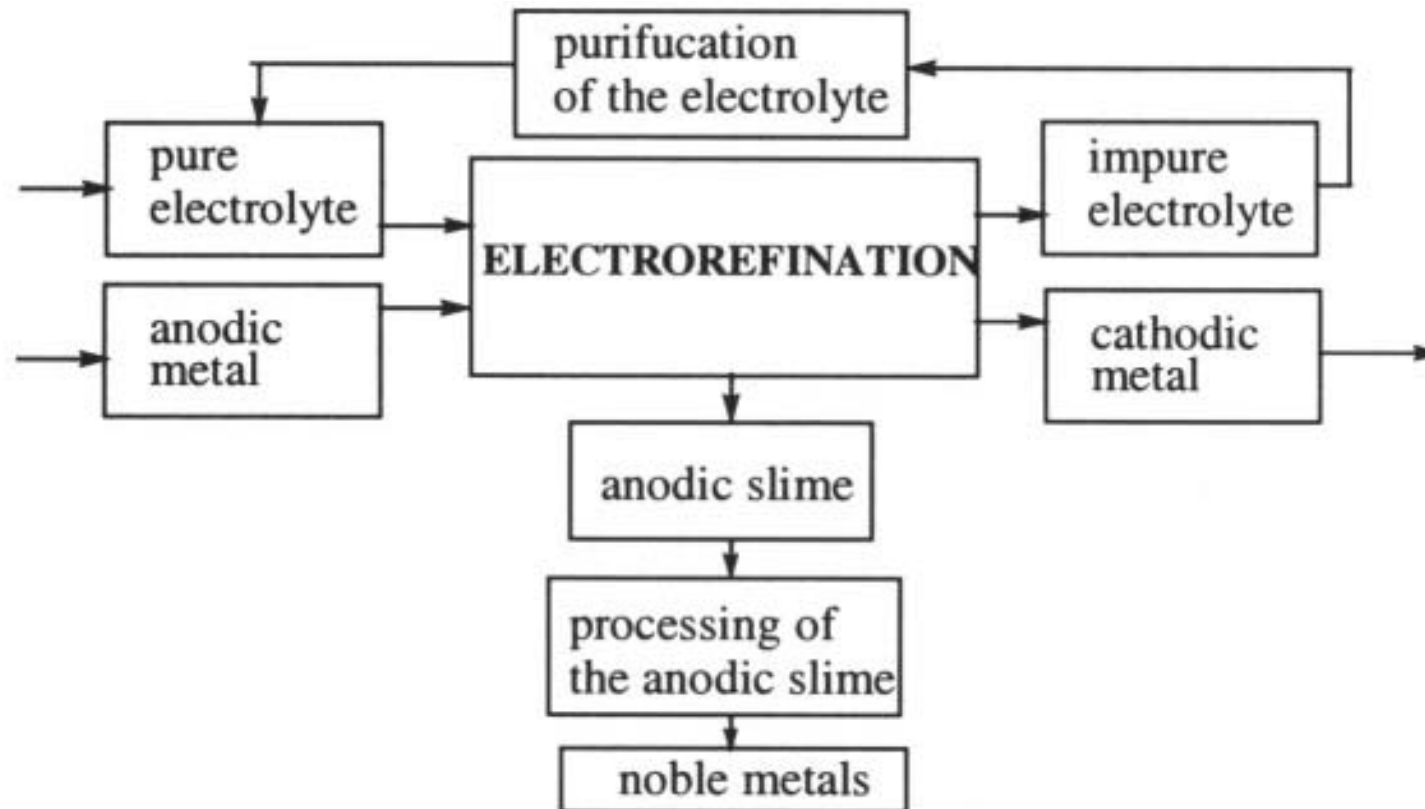 purifucation
of the electrolyte
pure
electrolyte
impure
electrolyte
ELECTROREFINATION
anodic
metal
cathodic
metal
anodic slime
processing of
the anodic slime
noble metals